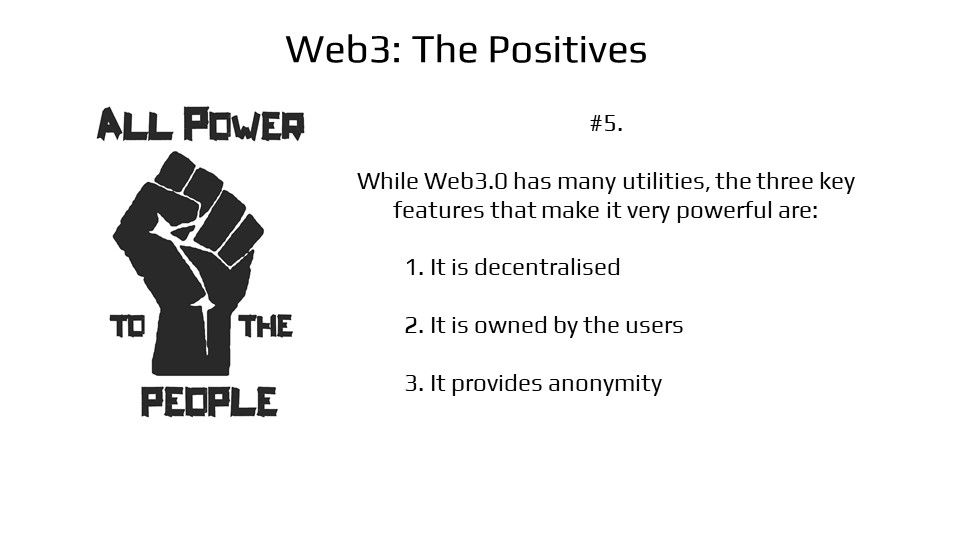 Web3: The Positives
ALL POWER
TO THE
PEOPLE
#5.
While Web3.0 has many utilities, the three key
features that make it very powerful are:
1. It is decentralised
2. It is owned by the users
3. It provides anonymity